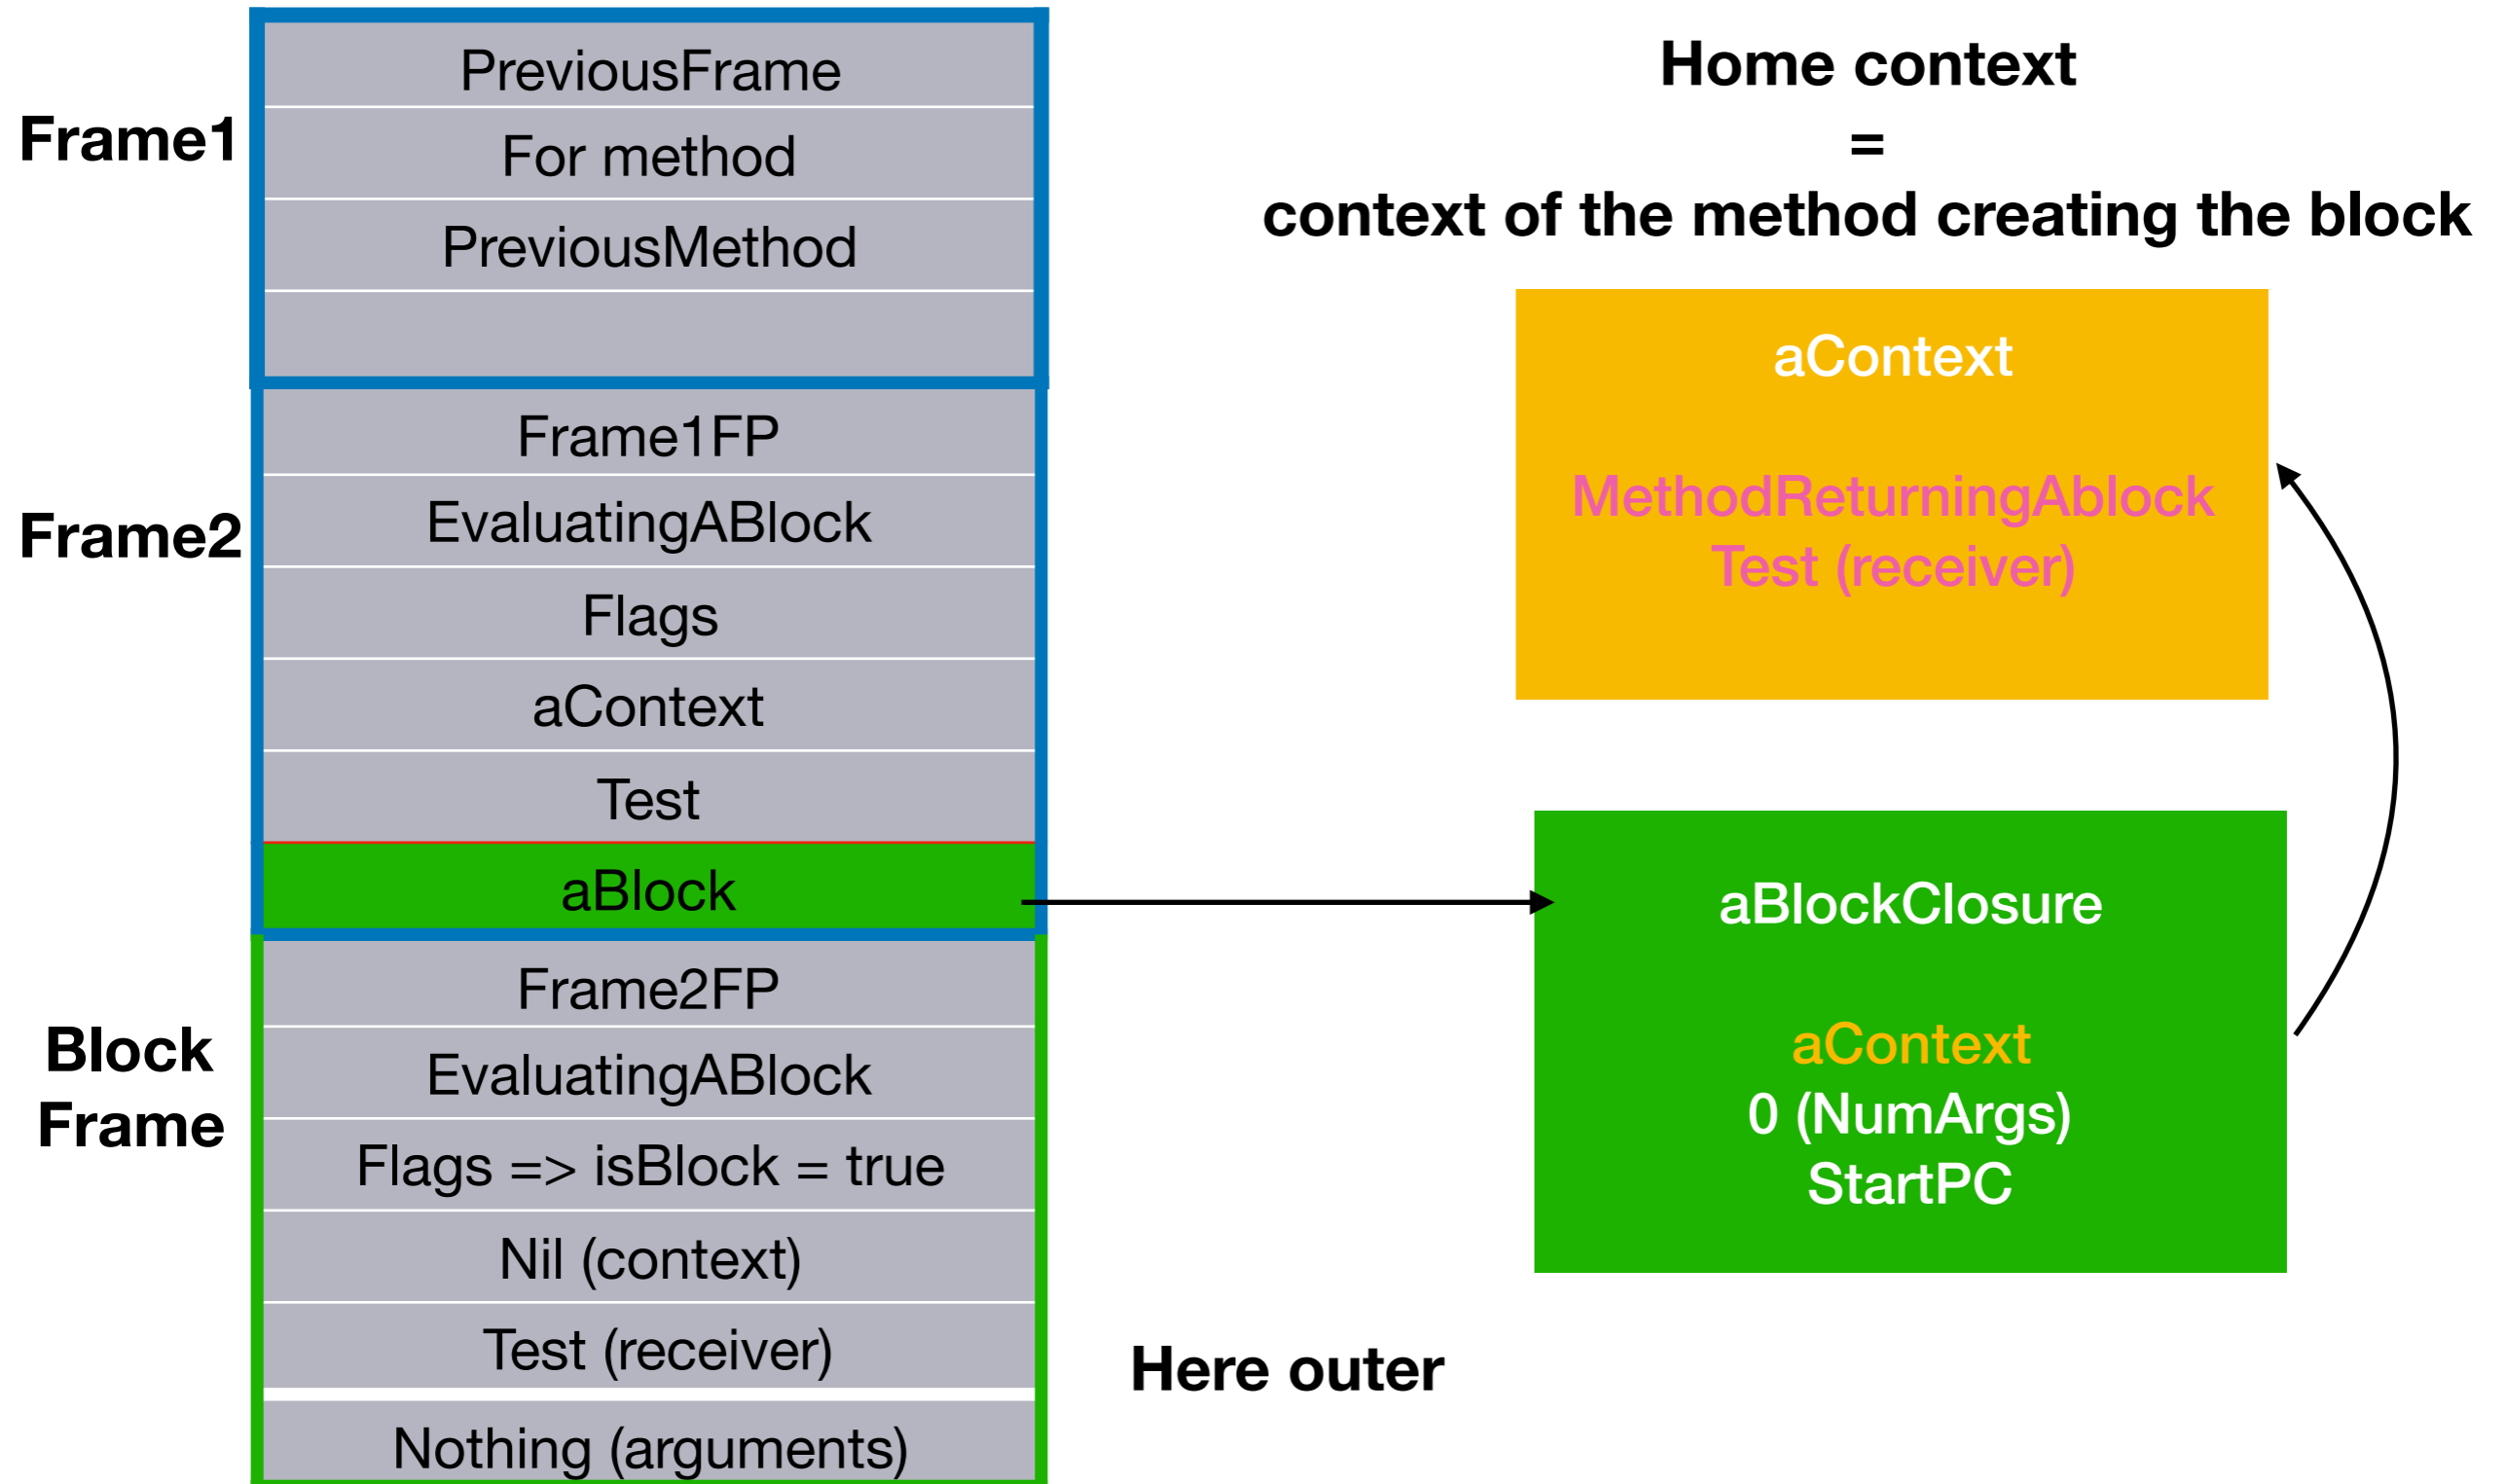 Frame1
PreviousFrame
For method
PreviousMethod
Frame2
Frame1FP
EvaluatingABlock
Flags
aContext
Test
aBlock
Block
Frame
Frame2FP
EvaluatingABlock
Flags => isBlock = true
Nil (context)
Test (receiver)
Nothing (arguments)
Home context
=
context of the method creating the block
aContext
MethodReturningAblock
Test (receiver)
aBlockClosure
aContext
0 (NumArgs)
StartPC
Here outer